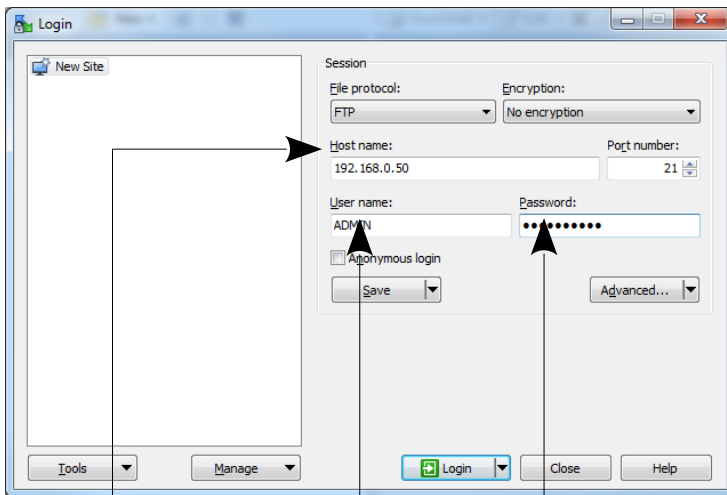 Login
New Site
Session
File protocol: Encryption:
FTP No encryption
Host name: Port number:
192.168.0.50 21
User name: Password:
ADMIN ••••••••••
Anonymous login
Save Advanced...
Tools Manage Login Close Help